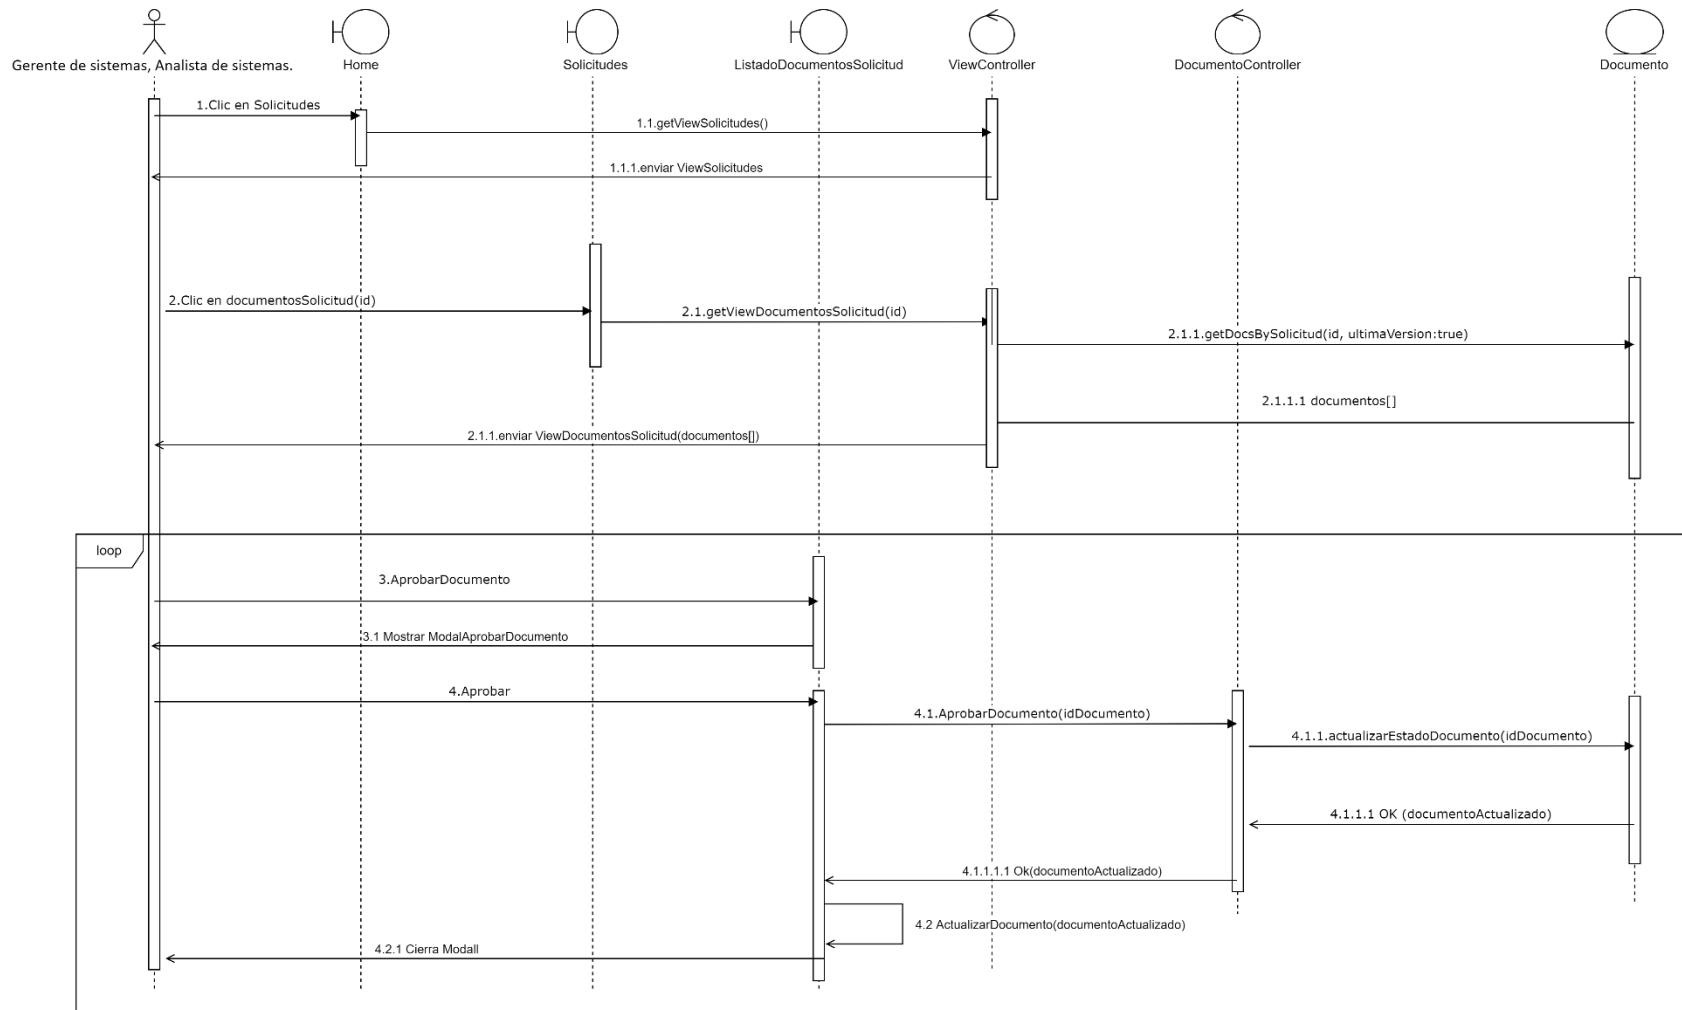 Gerente de sistemas, Analista de sistemas.
Home
Solicitudes
ListadoDocumentosSolicitud
ViewController
DocumentoController
Documento
1.Clic en Solicitudes
1.1.getViewSolicitudes()
1.1.1.enviar ViewSolicitudes
2.Clic en documentosSolicitud(id)
2.1.getViewDocumentosSolicitud(id)
2.1.1.getDocsBySolicitud(id, ultimaVersion:true)
2.1.1.1 documentos[]
2.1.1.enviar ViewDocumentosSolicitud(documentos[])
loop
3.AprobarDocumento
3.1 Mostrar ModalAprobarDocumento
4.Aprobar
4.1.AprobarDocumento(idDocumento)
4.1.1.actualizarEstadoDocumento(idDocumento)
4.1.1.1 OK (documentoActualizado)
4.1.1.1.1 Ok(documentoActualizado)
4.2 ActualizarDocumento(documentoActualizado)
4.2.1 Cierra Modall